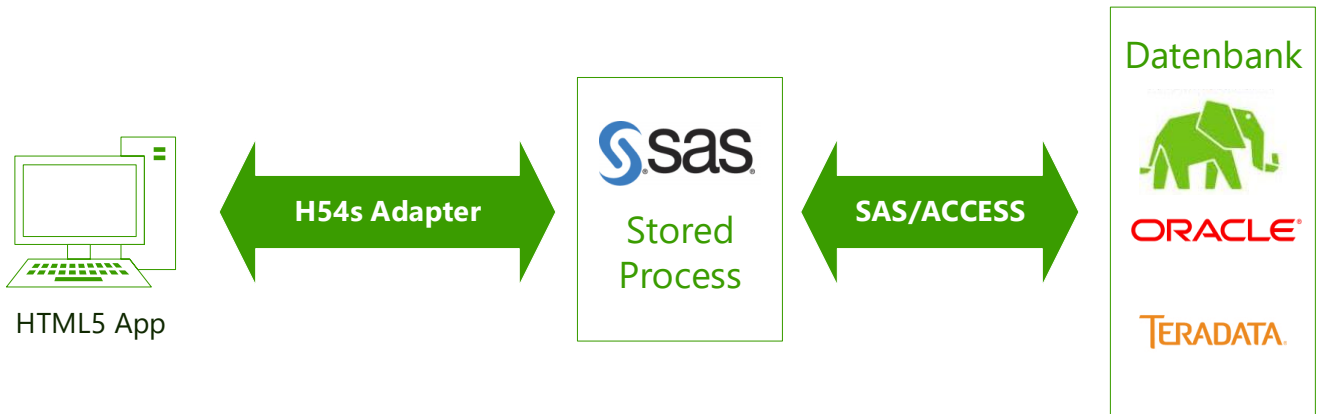 HTML5 App
H54s Adapter
sas
Stored
Process
SAS/ACCESS
Datenbank
ORACLE
TERADATA